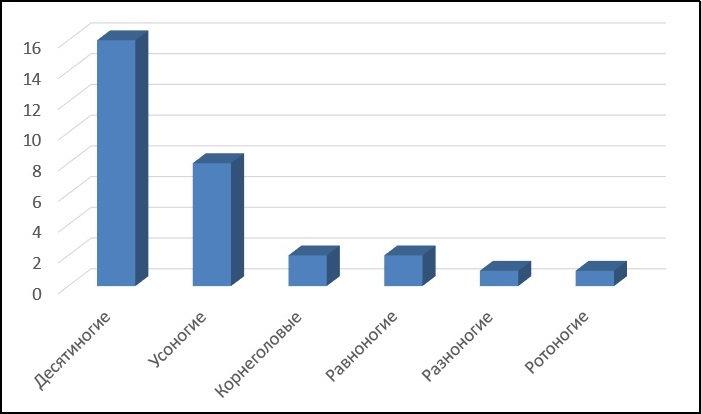 16
14
12
10
8
6
4
2
0
Десятиногие
Усоногие
Корнеголовые
Равноногие
Разноногие
Ротоногие